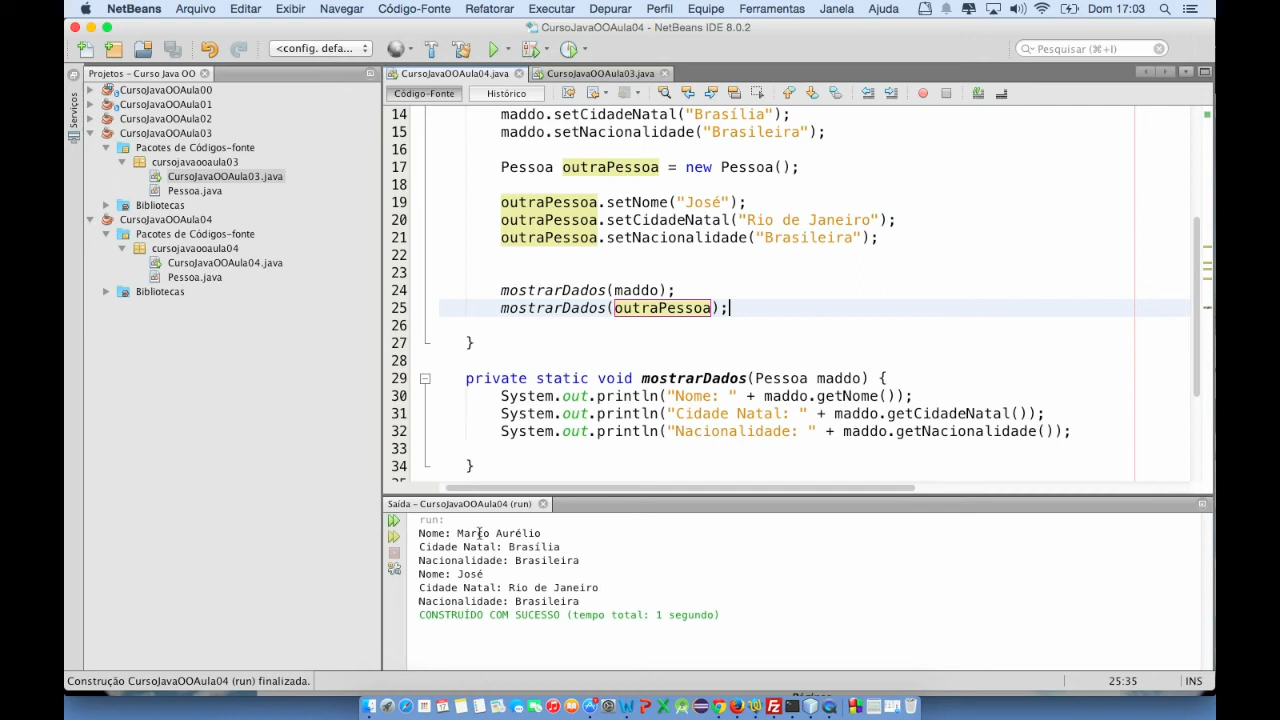 NetBeans Arquivo Editar Exibir Navegar Código-Fonte Refatorar Executar Depurar Perfil Equipe Ferramentas Janela Ajuda Dom 17:03
CursoJavaOOAula04 - NetBeans IDE 8.0.2
<config. defa... Pesquisar (⌘+I)
Projetos – Curso Java OO
Serviços
CursoJavaOOAula00
CursoJavaOOAula01
CursoJavaOOAula02
CursoJavaOOAula03
Pacotes de Códigos-fonte
cursojavaooaula03
CursoJavaOOAula03.java
Pessoa.java
Bibliotecas
CursoJavaOOAula04
Pacotes de Códigos-fonte
cursojavaooaula04
CursoJavaOOAula04.java
Pessoa.java
Bibliotecas
CursoJavaOOAula04.java CursoJavaOOAula03.java
Código-Fonte Histórico
14 maddo.setCidadeNatal("Brasília");
15 maddo.setNacionalidade("Brasileira");
16
17 Pessoa outraPessoa = new Pessoa();
18
19 outraPessoa.setNome("José");
20 outraPessoa.setCidadeNatal("Rio de Janeiro");
21 outraPessoa.setNacionalidade("Brasileira");
22
23
24 mostrarDados(maddo);
25 mostrarDados(outraPessoa);
26
27 }
28
29 private static void mostrarDados(Pessoa maddo) {
30 System.out.println("Nome: " + maddo.getNome());
31 System.out.println("Cidade Natal: " + maddo.getCidadeNatal());
32 System.out.println("Nacionalidade: " + maddo.getNacionalidade());
33
34 }
Saída – CursoJavaOOAula04 (run)
run:
Nome: Marco Aurélio
Cidade Natal: Brasília
Nacionalidade: Brasileira
Nome: José
Cidade Natal: Rio de Janeiro
Nacionalidade: Brasileira
CONSTRUÍDO COM SUCESSO (tempo total: 1 segundo)
Construção CursoJavaOOAula04 (run) finalizada. 25:35 INS